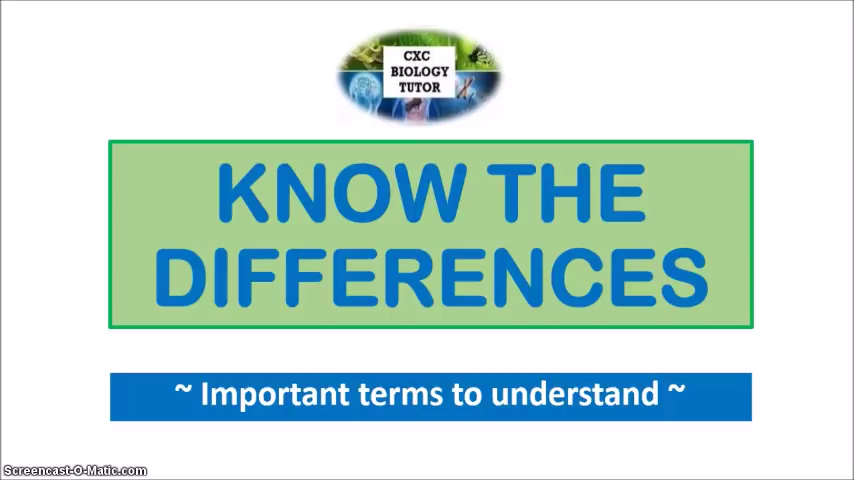 CXC
BIOLOGY
TUTOR
KNOW THE
DIFFERENCES
~ Important terms to understand ~
Screencast-O-Matic.com